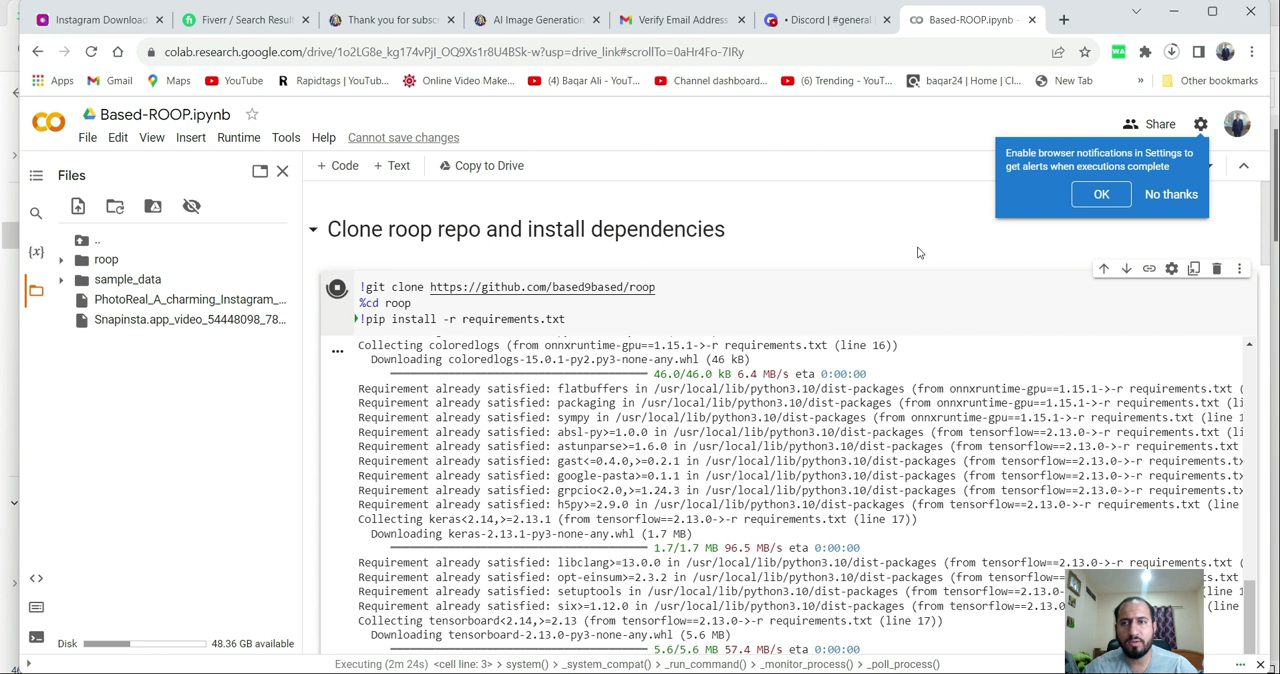 Instagram Download
Fiverr / Search Result
Thank you for subscr
AI Image Generation
Verify Email Address
• Discord | #general |
Based-ROOP.ipynb -
colab.research.google.com/drive/1o2LG8e_kg174vPjI_OQ9Xs1r8U4BSk-w?usp=drive_link#scrollTo=0aHr4Fo-7IRy
Apps
Gmail
Maps
YouTube
Rapidtags | YouTub...
Online Video Make...
(4) Baqar Ali - YouT...
Channel dashboard...
(6) Trending - YouT...
baqar24 | Home | Cl...
New Tab
»
Other bookmarks
Based-ROOP.ipynb
File Edit View Insert Runtime Tools Help Cannot save changes
Share
Enable browser notifications in Settings to
get alerts when executions complete
OK No thanks
Files
+ Code + Text Copy to Drive
..
roop
sample_data
PhotoReal_A_charming_Instagram_...
Snapinsta.app_video_54448098_78...
Clone roop repo and install dependencies
!git clone https://github.com/based9based/roop
%cd roop
!pip install -r requirements.txt
Collecting coloredlogs (from onnxruntime-gpu==1.15.1->-r requirements.txt (line 16))
Downloading coloredlogs-15.0.1-py2.py3-none-any.whl (46 kB)
46.0/46.0 kB 6.4 MB/s eta 0:00:00
Requirement already satisfied: flatbuffers in /usr/local/lib/python3.10/dist-packages (from onnxruntime-gpu==1.15.1->-r requirements.txt (
Requirement already satisfied: packaging in /usr/local/lib/python3.10/dist-packages (from onnxruntime-gpu==1.15.1->-r requirements.txt (li
Requirement already satisfied: sympy in /usr/local/lib/python3.10/dist-packages (from onnxruntime-gpu==1.15.1->-r requirements.txt (line 1
Requirement already satisfied: absl-py>=1.0.0 in /usr/local/lib/python3.10/dist-packages (from tensorflow==2.13.0->-r requirements.txt (li
Requirement already satisfied: astunparse>=1.6.0 in /usr/local/lib/python3.10/dist-packages (from tensorflow==2.13.0->-r requirements.txt
Requirement already satisfied: gast<=0.4.0,>=0.2.1 in /usr/local/lib/python3.10/dist-packages (from tensorflow==2.13.0->-r requirements.tx
Requirement already satisfied: google-pasta>=0.1.1 in /usr/local/lib/python3.10/dist-packages (from tensorflow==2.13.0->-r requirements.tx
Requirement already satisfied: grpcio<2.0,>=1.24.3 in /usr/local/lib/python3.10/dist-packages (from tensorflow==2.13.0->-r requirements.tx
Requirement already satisfied: h5py>=2.9.0 in /usr/local/lib/python3.10/dist-packages (from tensorflow==2.13.0->-r requirements.txt (line
Collecting keras<2.14,>=2.13.1 (from tensorflow==2.13.0->-r requirements.txt (line 17))
Downloading keras-2.13.1-py3-none-any.whl (1.7 MB)
1.7/1.7 MB 96.5 MB/s eta 0:00:00
Requirement already satisfied: libclang>=13.0.0 in /usr/local/lib/python3.10/dist-packages (from tensorflow==2.13.0->-r requirements.txt (
Requirement already satisfied: opt-einsum>=2.3.2 in /usr/local/lib/python3.10/dist-packages (from tensorflow==2.13.0-
Requirement already satisfied: setuptools in /usr/local/lib/python3.10/dist-packages (from tensorflow==2.13.0->-r req (line 1
Requirement already satisfied: six>=1.12.0 in /usr/local/lib/python3.10/dist-packages (from tensorflow==2.13.0->-r re (line
Collecting tensorboard<2.14,>=2.13 (from tensorflow==2.13.0->-r requirements.txt (line 17))
Downloading tensorboard-2.13.0-py3-none-any.whl (5.6 MB)
5.6/5.6 MB 57.4 MB/s eta 0:00:00
Disk 48.36 GB available
Executing (2m 24s) <cell line: 3> > system() > _system_compat() > _run_command() > _monitor_process() > _poll_process()